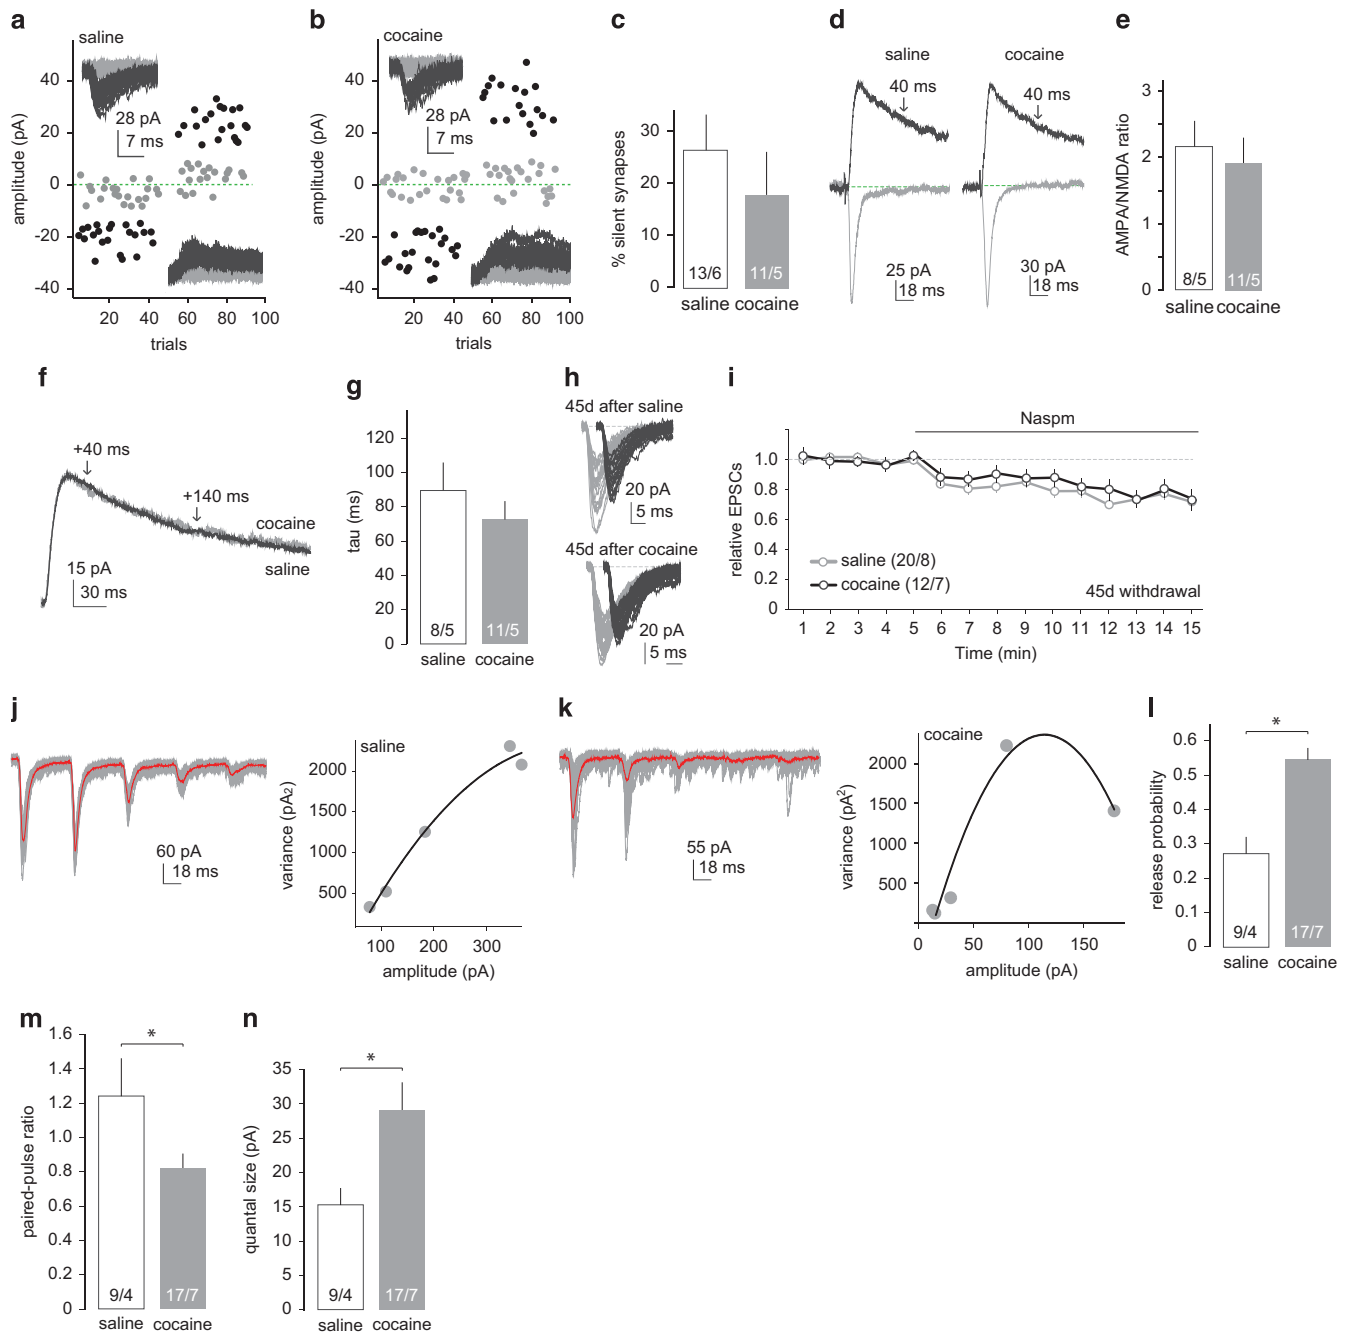 a
saline
amplitude (pA)
40
20
0
-20
-40
28 pA
7 ms
20 40 60 80 100
trials
b
cocaine
amplitude (pA)
40
20
0
-20
-40
28 pA
7 ms
20 40 60 80 100
trials
c
% silent synapses
30
20
10
0
13/6
11/5
saline cocaine
d
saline
cocaine
40 ms
40 ms
25 pA
18 ms
30 pA
18 ms
e
AMPA/NMDA ratio
3
2
1
0
8/5
11/5
saline cocaine
f
+40 ms
+140 ms
cocaine
saline
15 pA
30 ms
g
tau (ms)
120
100
80
60
40
20
0
8/5
11/5
saline cocaine
h
45d after saline
20 pA
5 ms
45d after cocaine
20 pA
5 ms
i
Naspm
relative EPSCs
1.0
0.8
0.6
0.4
0.2
0
saline (20/8)
cocaine (12/7)
45d withdrawal
1 2 3 4 5 6 7 8 9 10 11 12 13 14 15
Time (min)
j
60 pA
18 ms
saline
variance (pA2)
2000
1500
1000
500
100 200 300
amplitude (pA)
k
55 pA
18 ms
cocaine
variance (pA²)
2000
1500
1000
500
0 50 100 150
amplitude (pA)
l
release probability
0.6
0.5
0.4
0.3
0.2
0.1
0
*
9/4
17/7
saline cocaine
m
paired-pulse ratio
1.6
1.4
1.2
1.0
0.8
0.6
0.4
0.2
0
*
9/4
17/7
saline cocaine
n
quantal size (pA)
35
30
25
20
15
10
5
0
*
9/4
17/7
saline cocaine